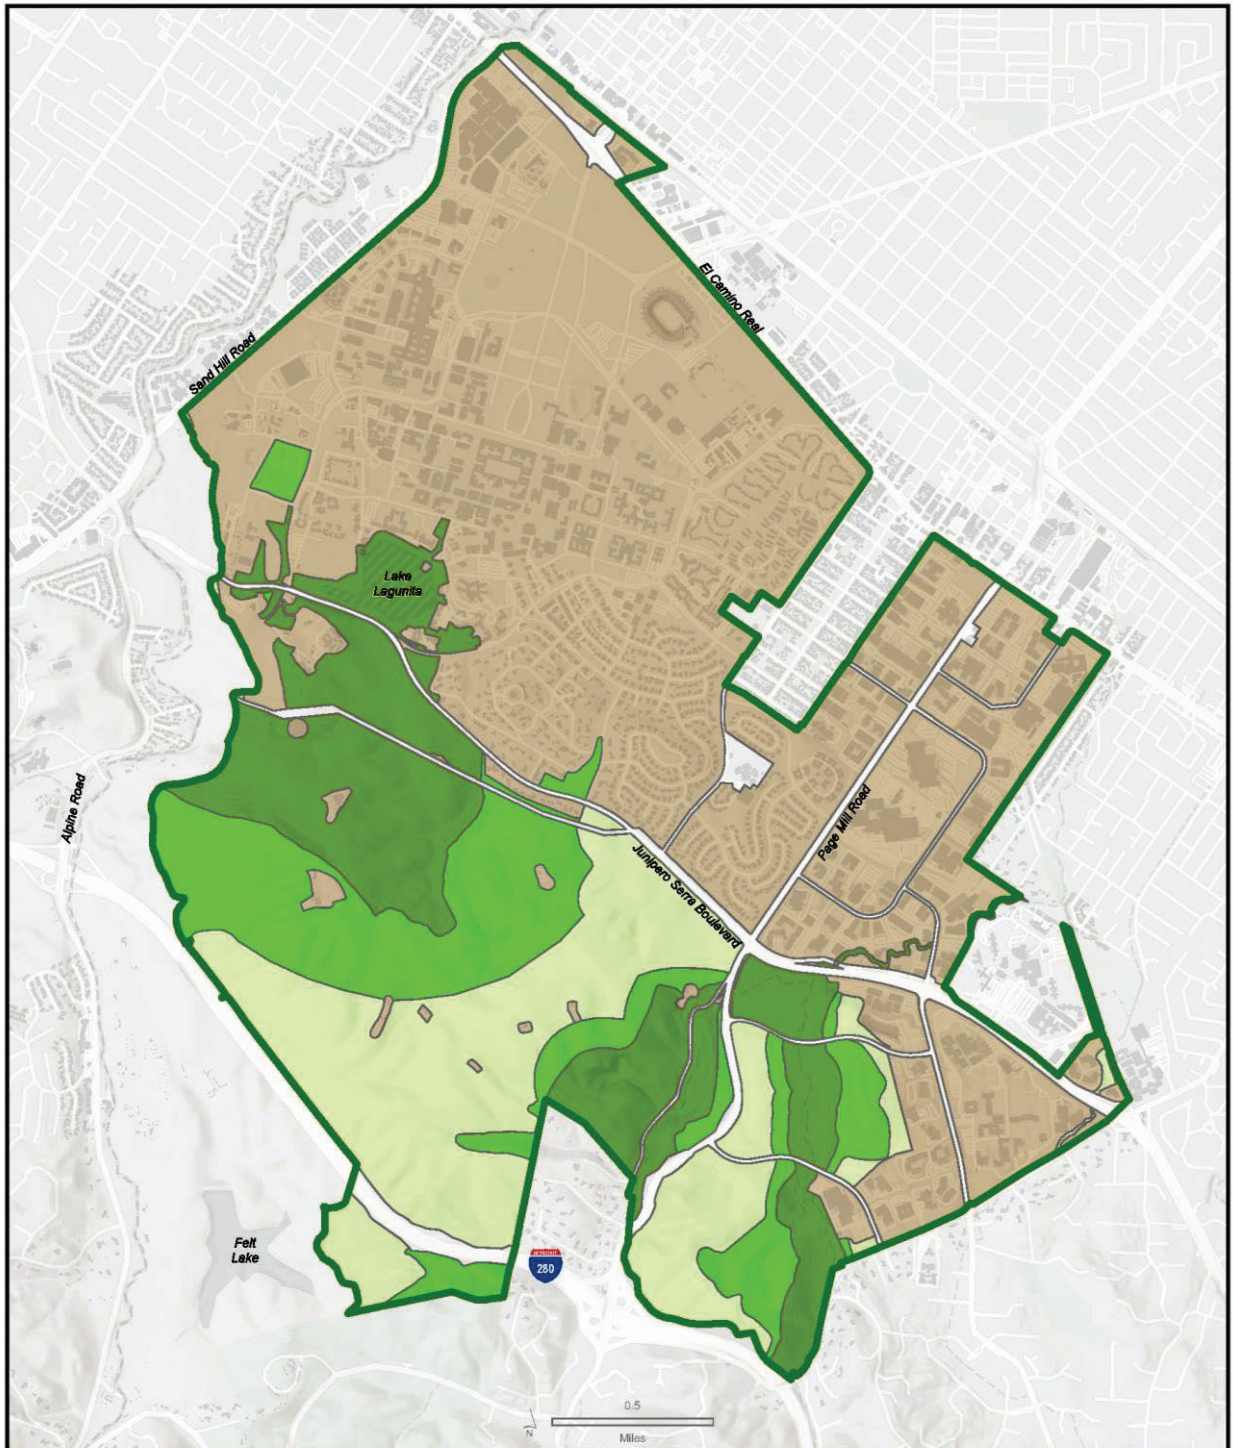 El Camino Real
Sand Hill Road
Lake
Lagunita
Alpine Road
Page Mill Road
Junipero Serra Boulevard
Felt
Lake
INTERSTATE
280
0.5
N
Miles